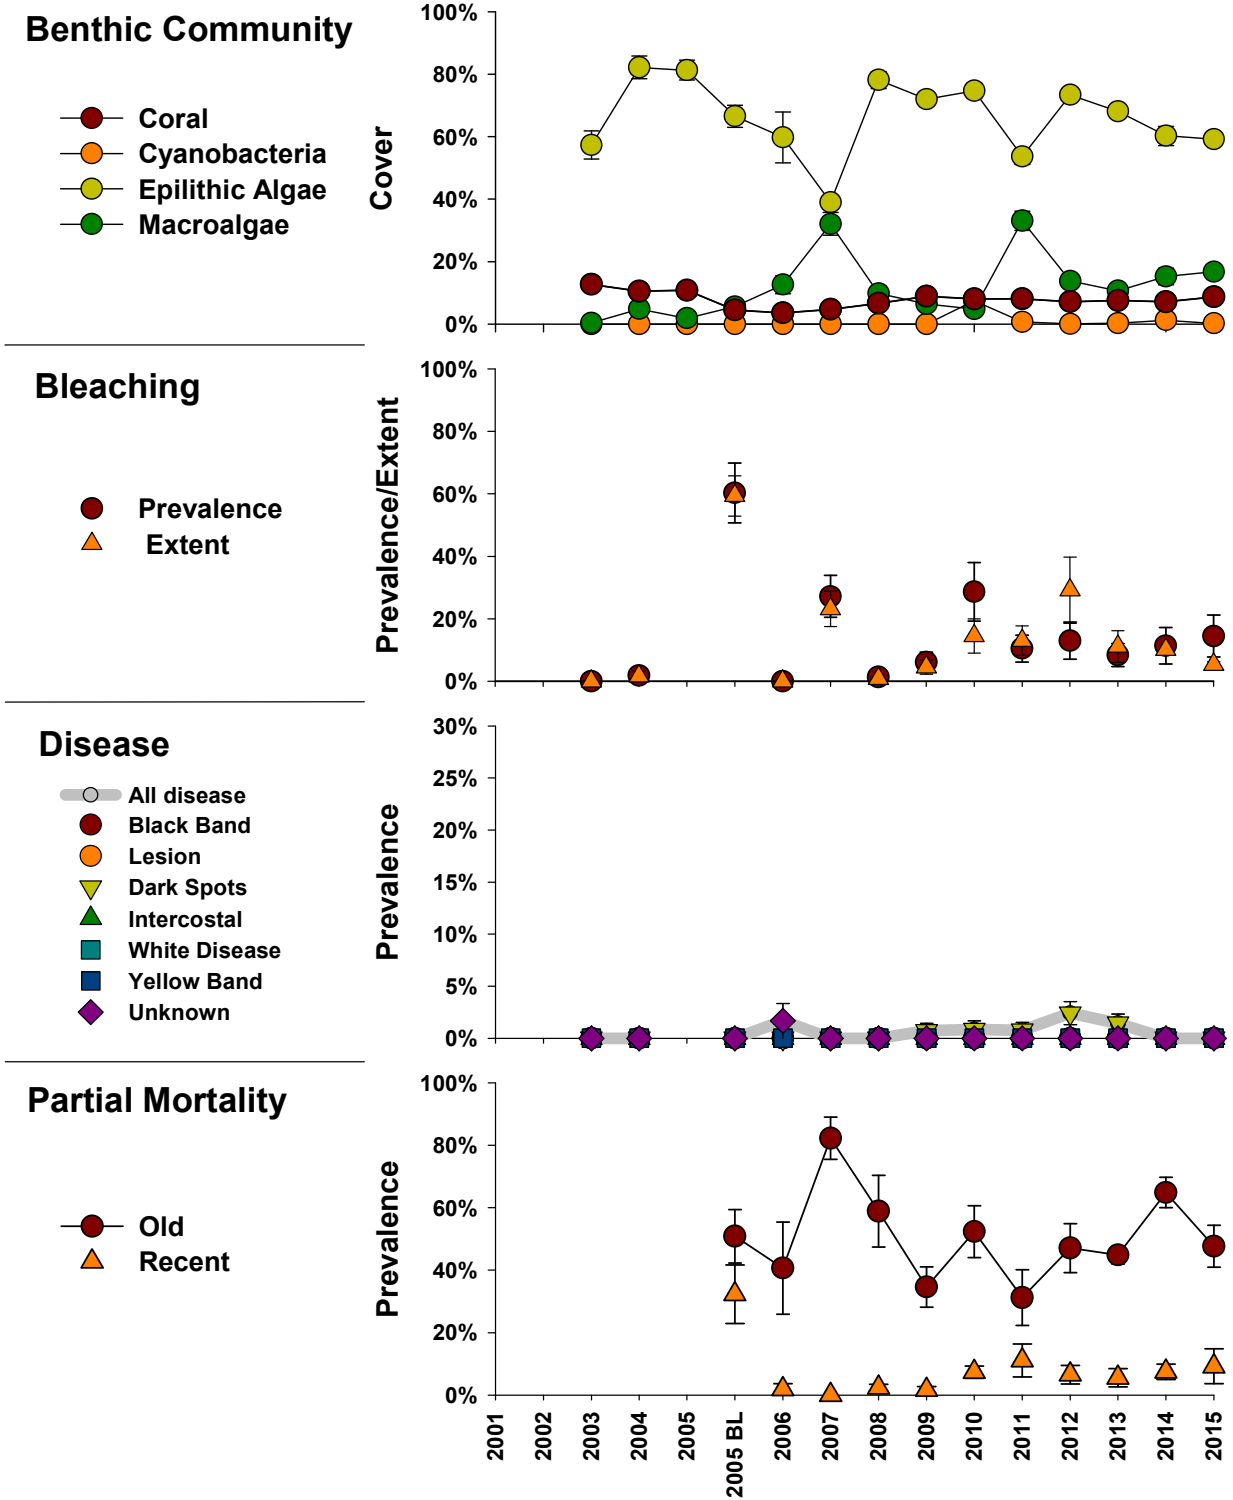 Benthic Community
Coral
Cyanobacteria
Epilithic Algae
Macroalgae
Cover
100%
80%
60%
40%
20%
0%
Bleaching
Prevalence
Extent
Prevalence/Extent
100%
80%
60%
40%
20%
0%
Disease
All disease
Black Band
Lesion
Dark Spots
Intercostal
White Disease
Yellow Band
Unknown
Prevalence
30%
25%
20%
15%
10%
5%
0%
Partial Mortality
Old
Recent
Prevalence
100%
80%
60%
40%
20%
0%
2001
2002
2003
2004
2005
2005 BL
2006
2007
2008
2009
2010
2011
2012
2013
2014
2015